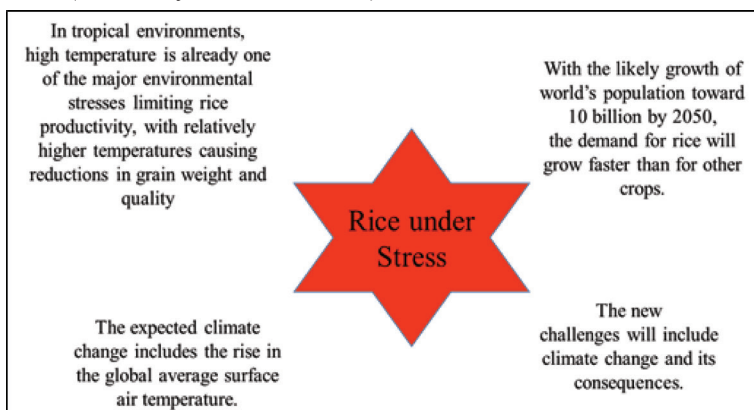 In tropical environments,
high temperature is already one
of the major environmental
stresses limiting rice
productivity, with relatively
higher temperatures causing
reductions in grain weight and
quality
With the likely growth of
world's population toward
10 billion by 2050,
the demand for rice will
grow faster than for other
crops.
Rice under
Stress
The expected climate
change includes the rise in
the global average surface
air temperature.
The new
challenges will include
climate change and its
consequences.